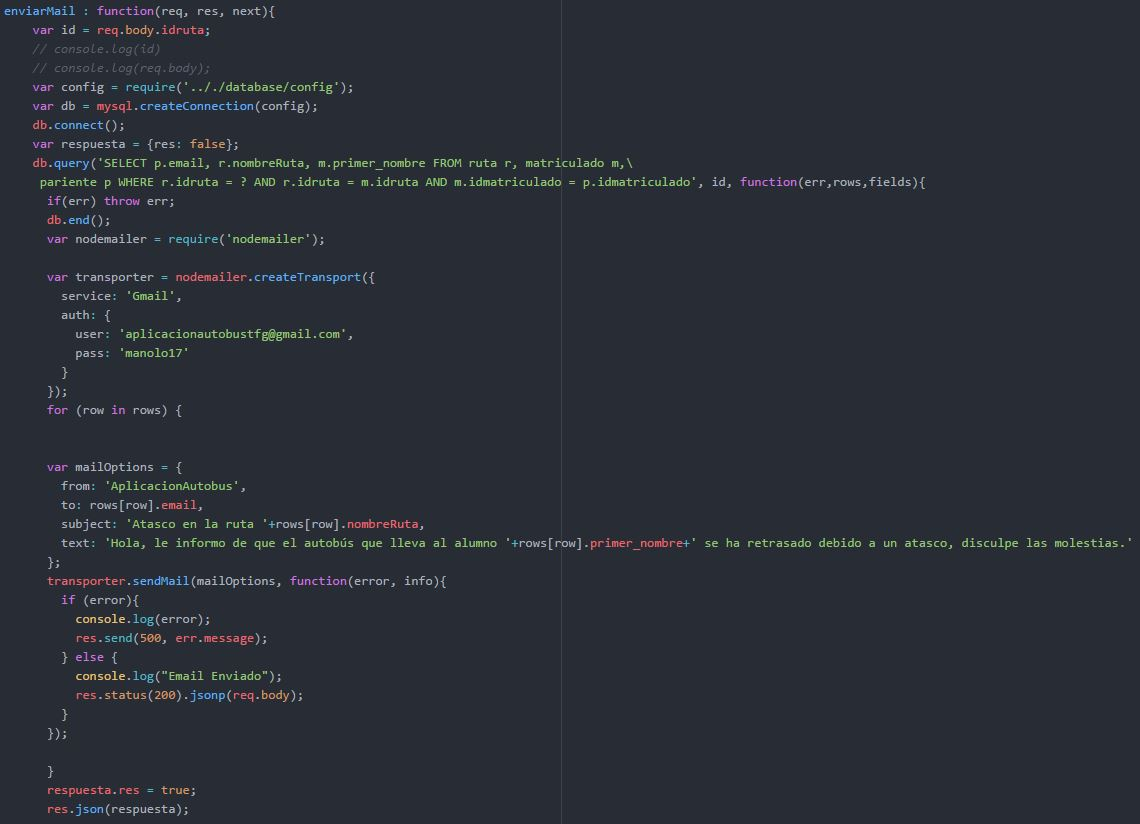 enviarMail : function(req, res, next){
var id = req.body.idruta;
// console.log(id)
// console.log(req.body);
var config = require('.././database/config');
var db = mysql.createConnection(config);
db.connect();
var respuesta = {res: false};
db.query('SELECT p.email, r.nombreRuta, m.primer_nombre FROM ruta r, matriculado m,\
pariente p WHERE r.idruta = ? AND r.idruta = m.idruta AND m.idmatriculado = p.idmatriculado', id, function(err,rows,fields){
if(err) throw err;
db.end();
var nodemailer = require('nodemailer');
var transporter = nodemailer.createTransport({
service: 'Gmail',
auth: {
user: 'aplicacionautobustfg@gmail.com',
pass: 'manolo17'
}
});
for (row in rows) {
var mailOptions = {
from: 'AplicacionAutobus',
to: rows[row].email,
subject: 'Atasco en la ruta '+rows[row].nombreRuta,
text: 'Hola, le informo de que el autobús que lleva al alumno '+rows[row].primer_nombre+' se ha retrasado debido a un atasco, disculpe las molestias.'
};
transporter.sendMail(mailOptions, function(error, info){
if (error){
console.log(error);
res.send(500, err.message);
} else {
console.log("Email Enviado");
res.status(200).jsonp(req.body);
}
});
}
respuesta.res = true;
res.json(respuesta);